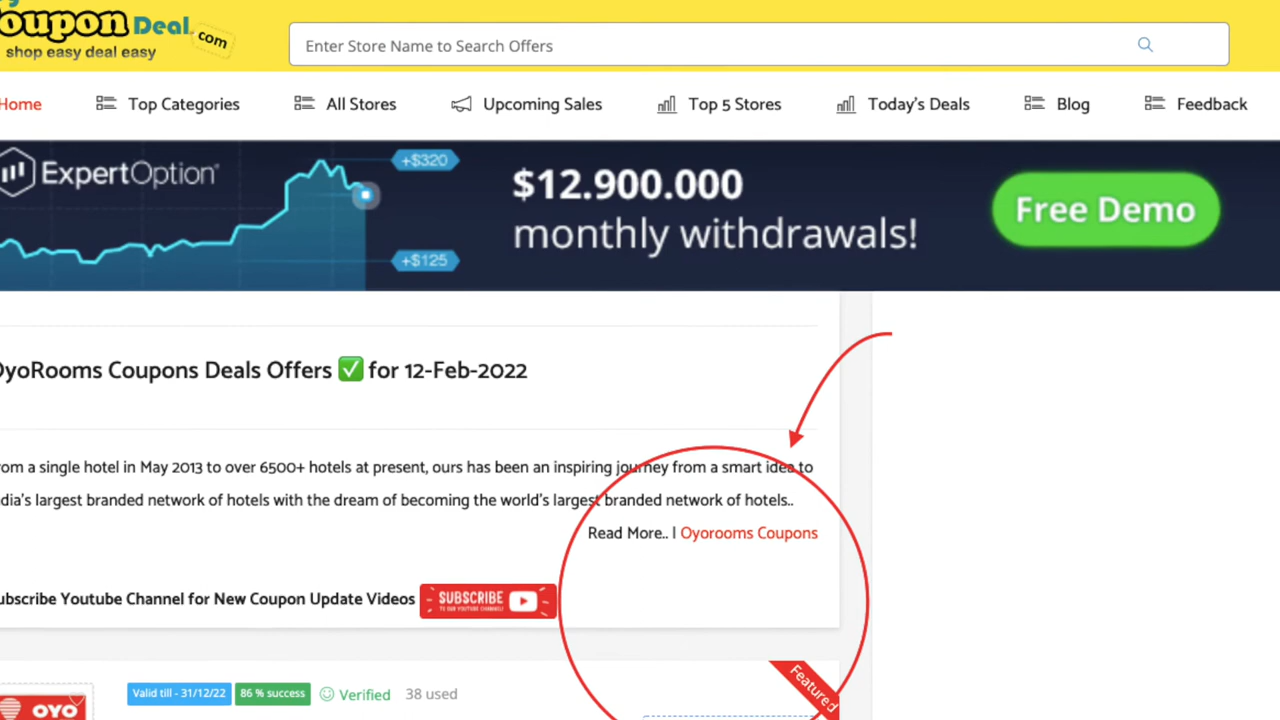 oupon Deal
.com
shop easy deal easy
Enter Store Name to Search Offers
Home
Top Categories
All Stores
Upcoming Sales
Top 5 Stores
Today's Deals
Blog
Feedback
ExpertOption
+$320
+$125
$12.900.000
monthly withdrawals!
Free Demo
OyoRooms Coupons Deals Offers ✅ for 12-Feb-2022
om a single hotel in May 2013 to over 6500+ hotels at present, ours has been an inspiring journey from a smart idea to
dia's largest branded network of hotels with the dream of becoming the world's largest branded network of hotels..
Read More.. | Oyorooms Coupons
ubscribe Youtube Channel for New Coupon Update Videos
SUBSCRIBE
TO OUR YOUTUBE CHANNEL!
Featured
Valid till - 31/12/22
86 % success
Verified
38 used
OYO